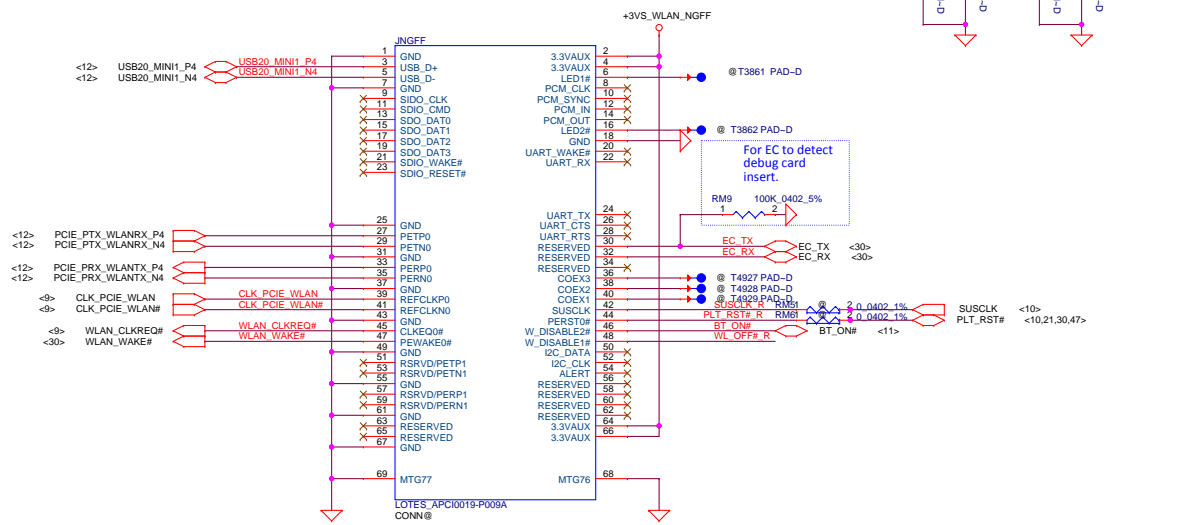 +3VS_WLAN_NGFF
JNGFF
1 GND 3.3VAUX 2
<12> USB20_MINI1_P4 USB20_MINI1_P4 3 USB_D+ 3.3VAUX 4
<12> USB20_MINI1_N4 USB20_MINI1_N4 5 USB_D- LED1# 6 @T3861 PAD~D
7 GND PCM_CLK 8
9 SIDO_CLK PCM_SYNC 10
11 SDIO_CMD PCM_IN 12
13 SDO_DAT0 PCM_OUT 14
15 SDO_DAT1 LED2# 16 @ T3862 PAD~D
17 SDO_DAT2 GND 18
19 SDO_DAT3 UART_WAKE# 20
21 SDIO_WAKE# UART_RX 22
23 SDIO_RESET#
For EC to detect
debug card
insert.
RM9 100K_0402_5%
1 2
UART_TX 24
25 GND UART_CTS 26
<12> PCIE_PTX_WLANRX_P4 27 PETP0 UART_RTS 28
<12> PCIE_PTX_WLANRX_N4 29 PETN0 RESERVED 30 EC_TX EC_TX <30>
31 GND RESERVED 32 EC_RX EC_RX <30>
<12> PCIE_PRX_WLANTX_P4 33 PERP0 RESERVED 34
<12> PCIE_PRX_WLANTX_N4 35 PERN0 COEX3 36 @ T4927 PAD~D
37 GND COEX2 38 @ T4928 PAD~D
<9> CLK_PCIE_WLAN CLK_PCIE_WLAN 39 REFCLKP0 COEX1 40 @ T4929 PAD~D
<9> CLK_PCIE_WLAN# CLK_PCIE_WLAN# 41 REFCLKN0 SUSCLK 42 SUSCLK_R RM51 @ 2 0_0402_1% SUSCLK <10>
43 GND PERST0# 44 PLT_RST#_R RM61 @ 2 0_0402_1% PLT_RST# <10,21,30,47>
<9> WLAN_CLKREQ# WLAN_CLKREQ# 45 CLKEQ0# W_DISABLE2# 46 BT_ON# BT_ON# <11>
<30> WLAN_WAKE# WLAN_WAKE# 47 PEWAKE0# W_DISABLE1# 48 WL_OFF#_R
49 GND I2C_DATA 50
51 RSRVD/PETP1 I2C_CLK 52
53 RSRVD/PETN1 ALERT 54
55 GND RESERVED 56
57 RSRVD/PERP1 RESERVED 58
59 RSRVD/PERN1 RESERVED 60
61 GND RESERVED 62
63 RESERVED 3.3VAUX 64
65 RESERVED 3.3VAUX 66
67 GND
69 MTG77 MTG76 68
LOTES_APCI0019-P009A
CONN@